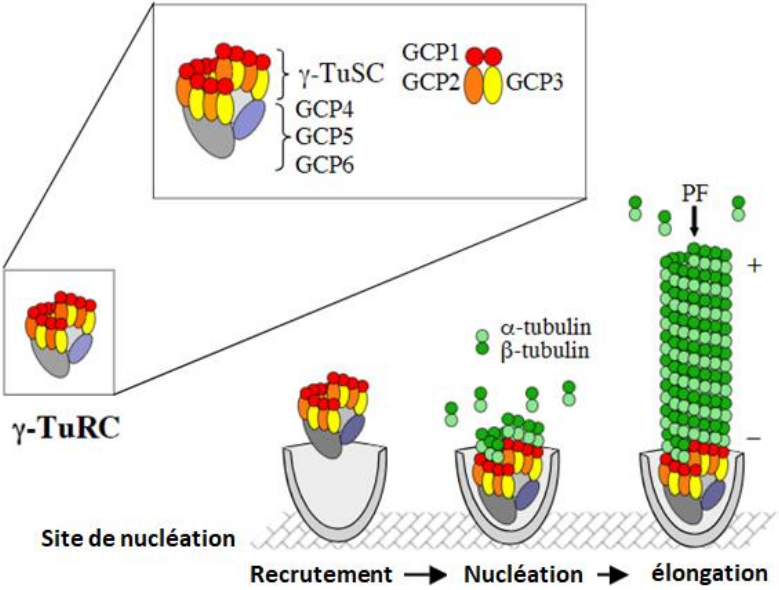 γ-TuSC
GCP1
GCP2 GCP3
GCP4
GCP5
GCP6
PF
+
α-tubulin
β-tubulin
γ-TuRC
–
Site de nucléation
Recrutement → Nucléation → élongation